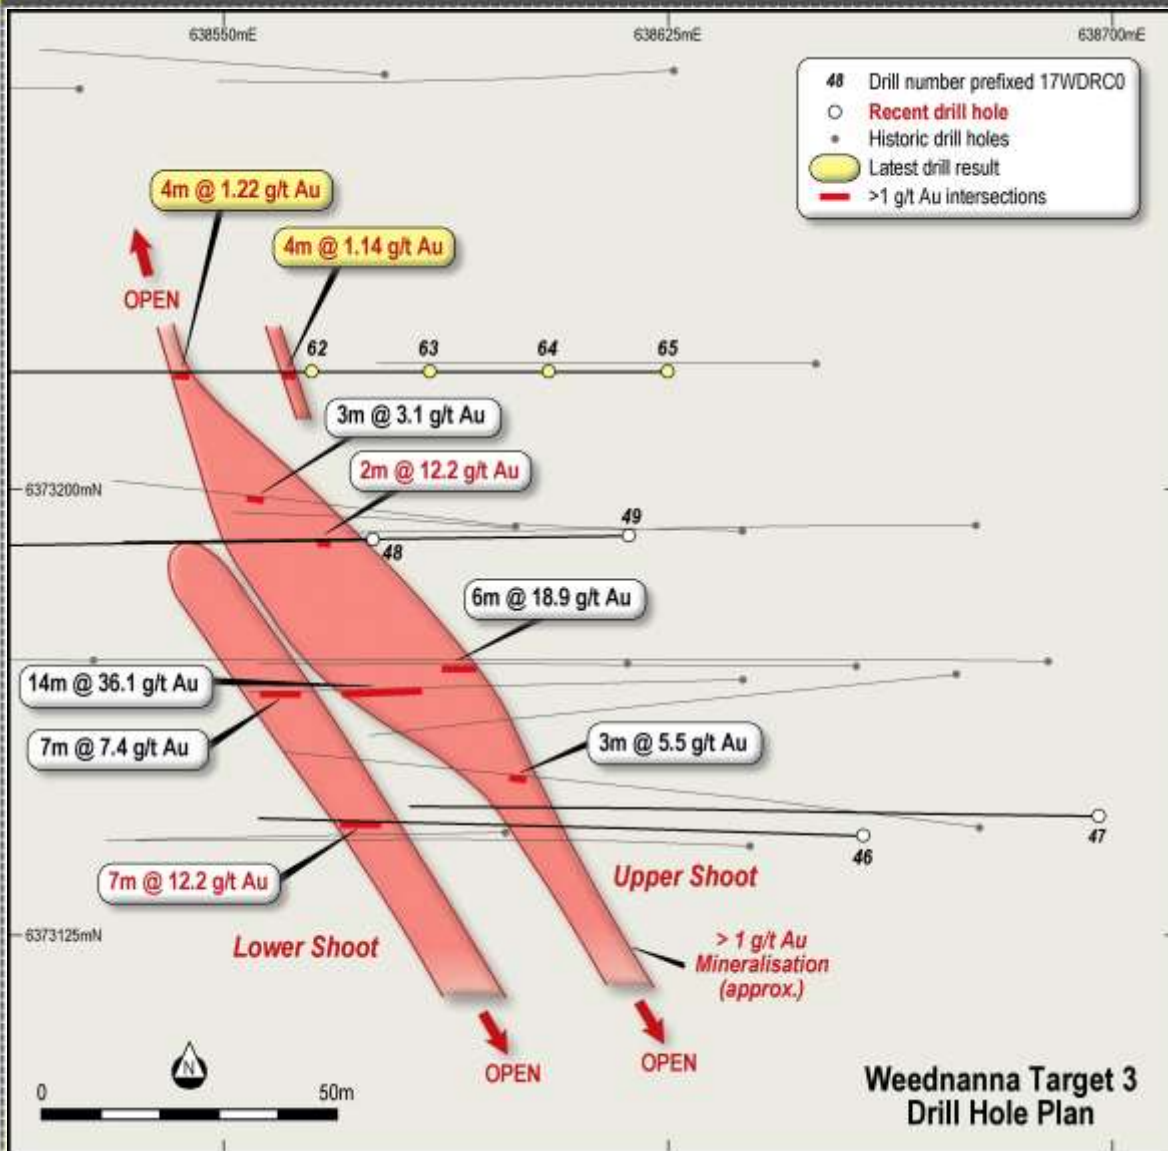 638550mE
638625mE
638700mE
48 Drill number prefixed 17WDRC0
Recent drill hole
Historic drill holes
Latest drill result
>1 g/t Au intersections
4m @ 1.22 g/t Au
4m @ 1.14 g/t Au
OPEN
62
63
64
65
3m @ 3.1 g/t Au
2m @ 12.2 g/t Au
6373200mN
49
48
6m @ 18.9 g/t Au
14m @ 36.1 g/t Au
7m @ 7.4 g/t Au
3m @ 5.5 g/t Au
47
46
7m @ 12.2 g/t Au
Upper Shoot
6373125mN
Lower Shoot
> 1 g/t Au
Mineralisation
(approx.)
OPEN
OPEN
N
0
50m
Weednanna Target 3
Drill Hole Plan